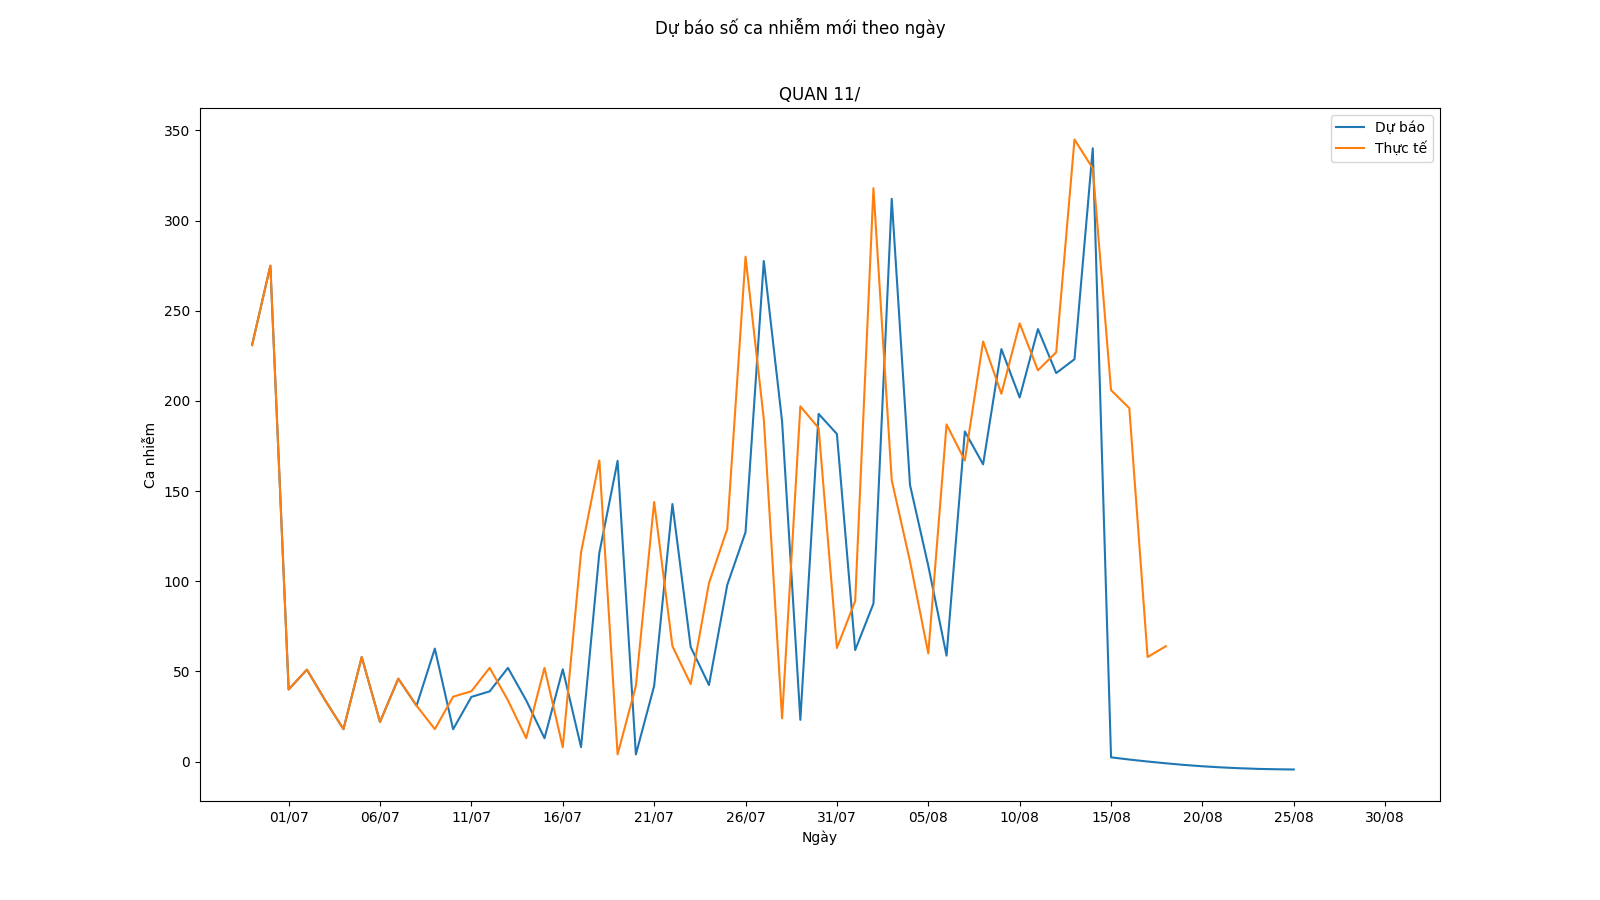 Dự báo số ca nhiễm mới theo ngày
QUAN 11/
Dự báo
Thực tế
350
300
250
200
150
100
50
0
Ca nhiễm
01/07 06/07 11/07 16/07 21/07 26/07 31/07 05/08 10/08 15/08 20/08 25/08 30/08
Ngày